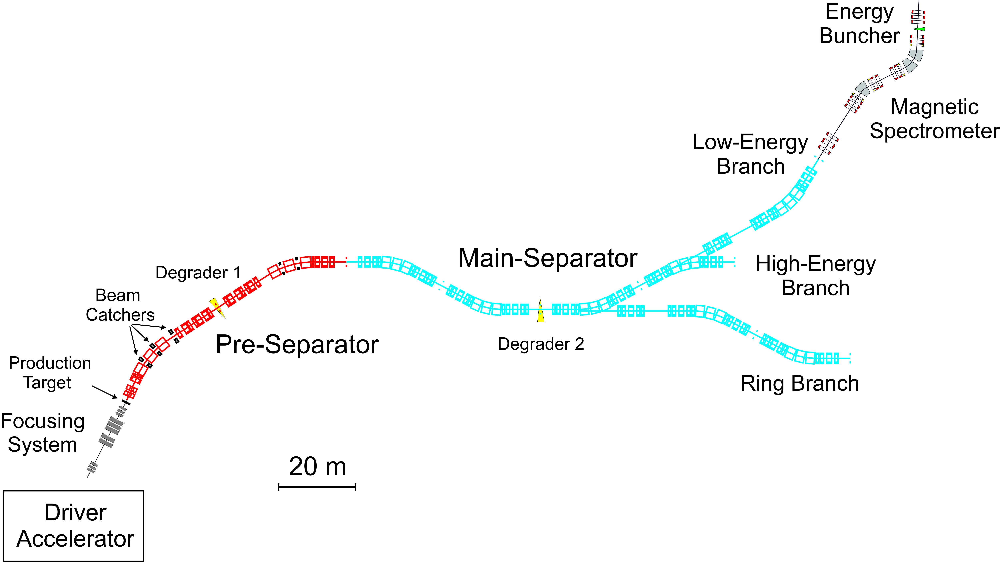 Energy
Buncher
Magnetic
Spectrometer
Low-Energy
Branch
Main-Separator
High-Energy
Branch
Degrader 1
Beam
Catchers
Pre-Separator
Degrader 2
Production
Target
Ring Branch
Focusing
System
20 m
Driver
Accelerator